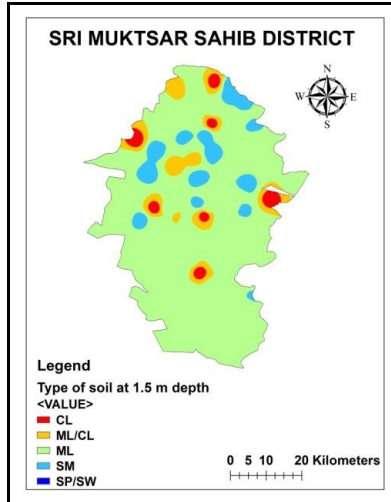 SRI MUKTSAR SAHIB DISTRICT
N
W E
S
Legend
Type of soil at 1.5 m depth
<VALUE>
CL
ML/CL
ML
SM
SP/SW
0 5 10 20 Kilometers